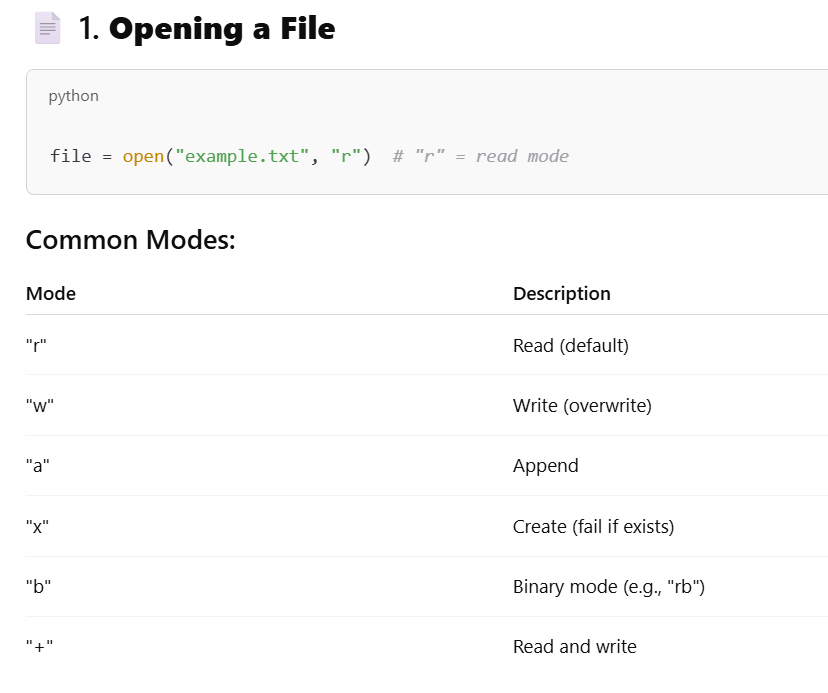 1. Opening a File
python
file = open("example.txt", "r")  # "r" = read mode
Common Modes:
Mode Description
"r" Read (default)
"w" Write (overwrite)
"a" Append
"x" Create (fail if exists)
"b" Binary mode (e.g., "rb")
"+" Read and write